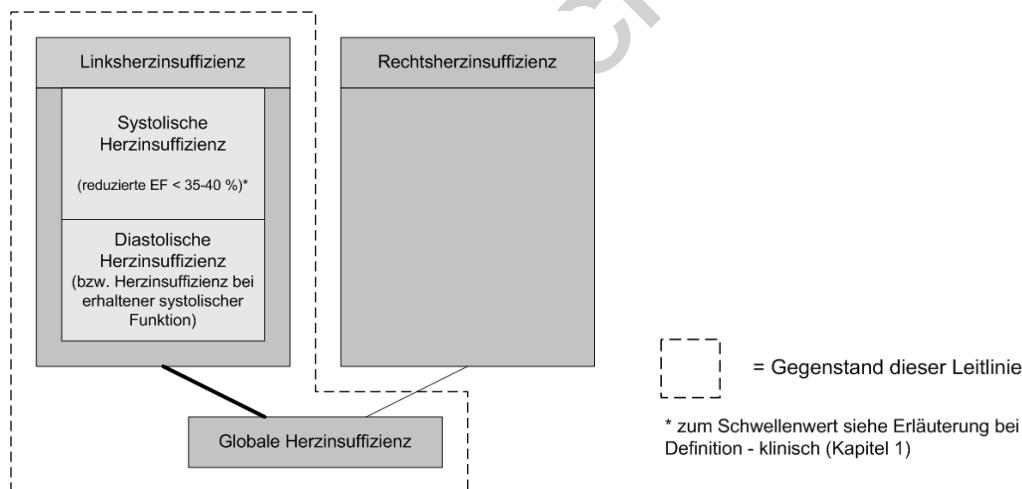 Linksherzinsuffizienz
Systolische
Herzinsuffizienz
(reduzierte EF < 35-40 %)*
Diastolische
Herzinsuffizienz
(bzw. Herzinsuffizienz bei
erhaltener systolischer
Funktion)
Rechtsherzinsuffizienz
Globale Herzinsuffizienz
= Gegenstand dieser Leitlinie
* zum Schwellenwert siehe Erläuterung bei
Definition - klinisch (Kapitel 1)